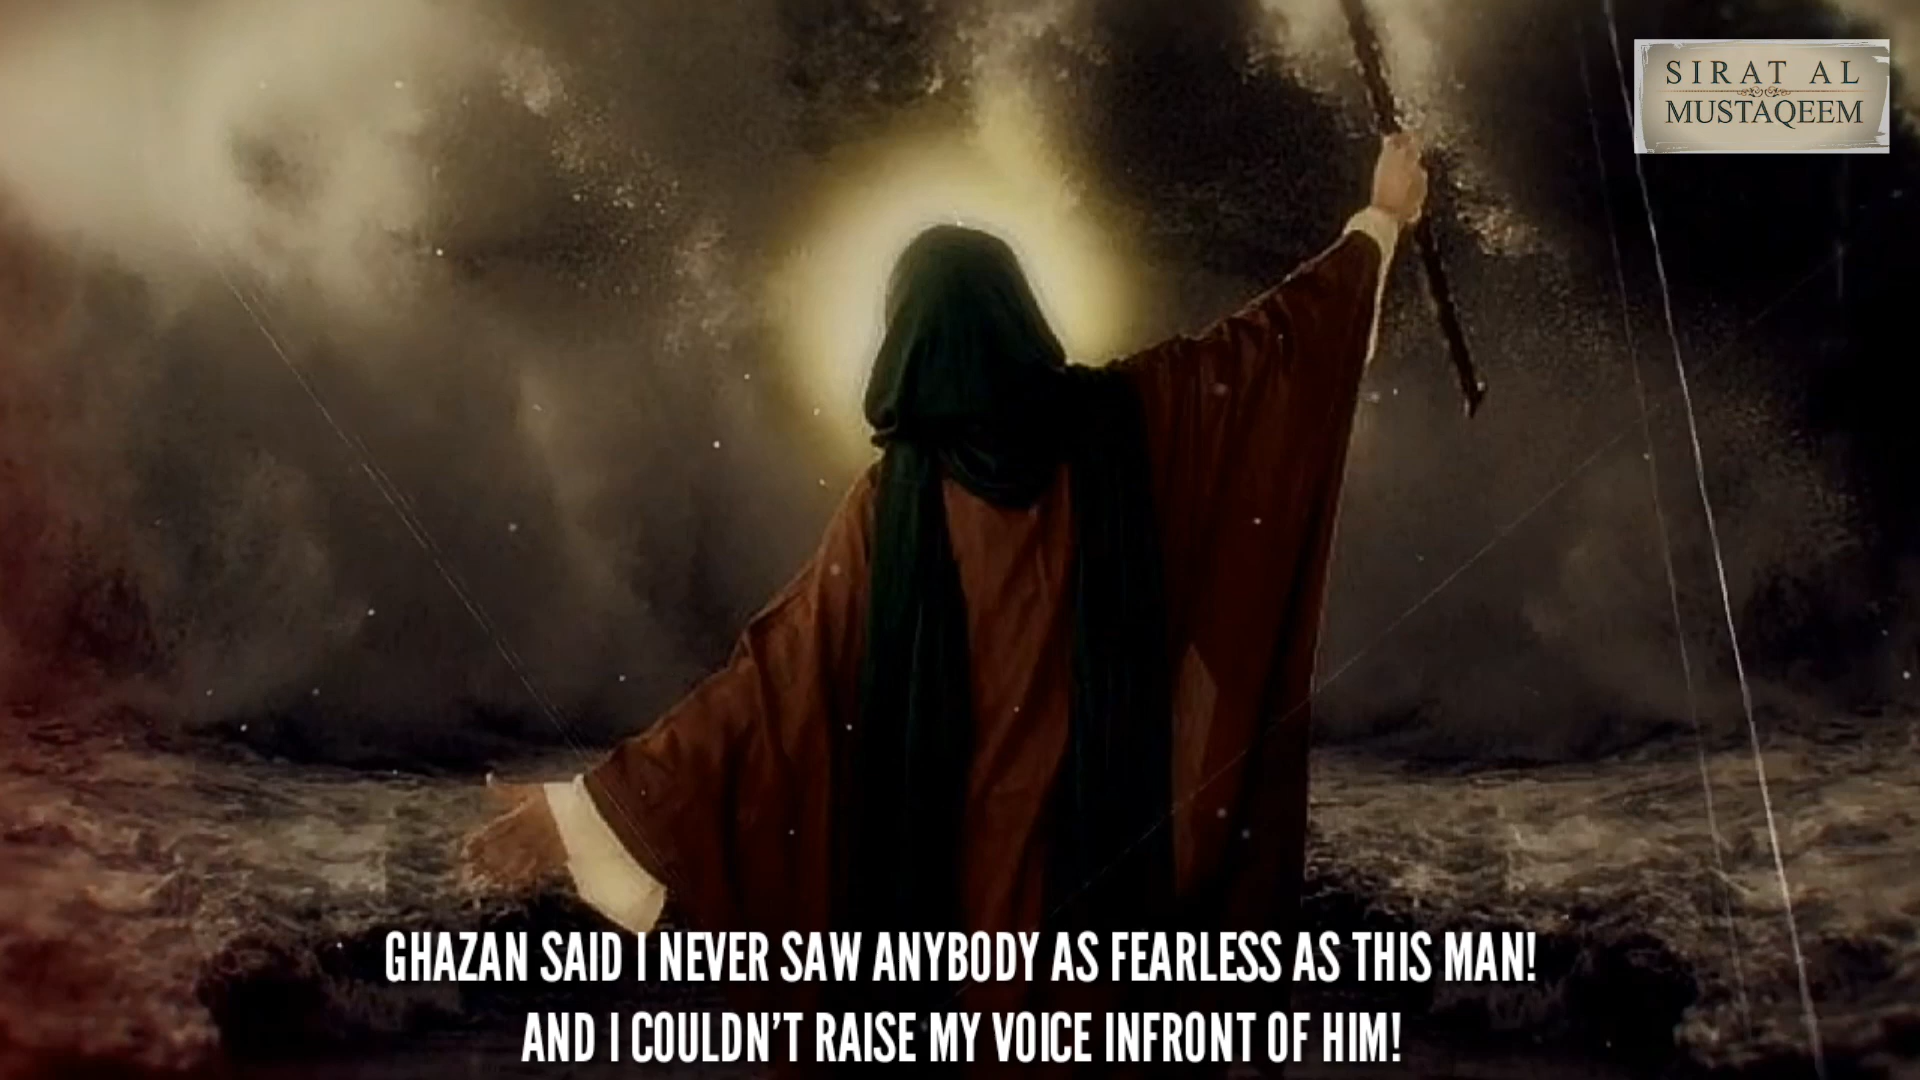 SIRAT AL
MUSTAQEEM
GHAZAN SAID I NEVER SAW ANYBODY AS FEARLESS AS THIS MAN!
AND I COULDN'T RAISE MY VOICE INFRONT OF HIM!